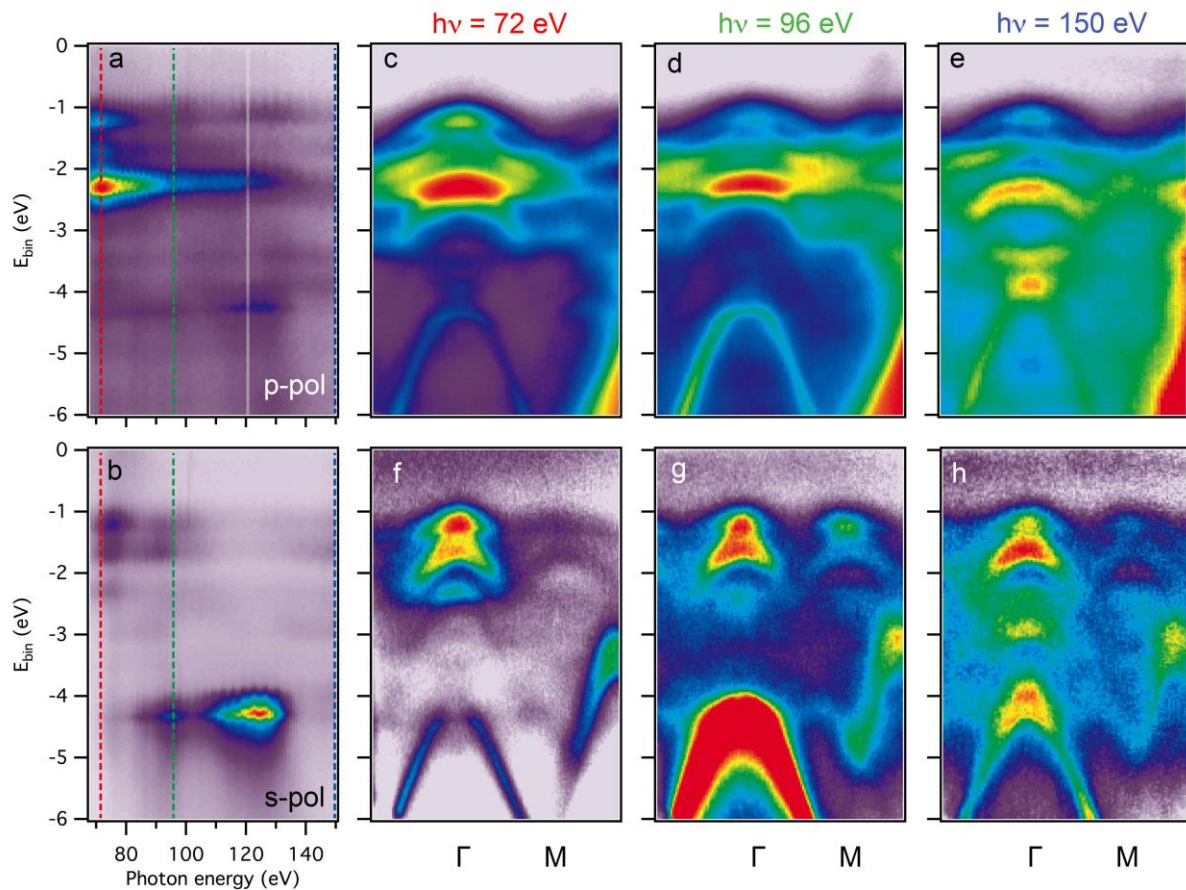 hν = 72 eV
hν = 96 eV
hν = 150 eV
0
-1
-2
-3
-4
-5
-6
E_bin (eV)
a
p-pol
c
d
e
0
-1
-2
-3
-4
-5
-6
E_bin (eV)
b
s-pol
f
g
h
80 100 120 140
Photon energy (eV)
Γ M
Γ M
Γ M